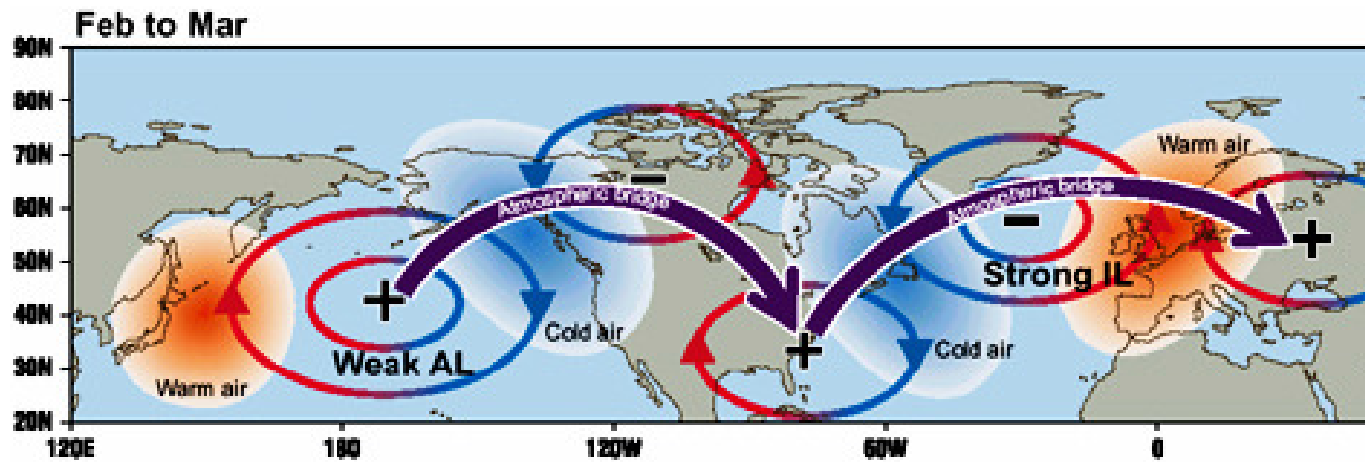 Feb to Mar
90N
80N
70N
60N
50N
40N
30N
20N
120E
180
120W
60W
0
Warm air
+
Weak AL
Atmospheric bridge
−
Cold air
+
Cold air
Atmospheric bridge
−
Strong IL
Warm air
+